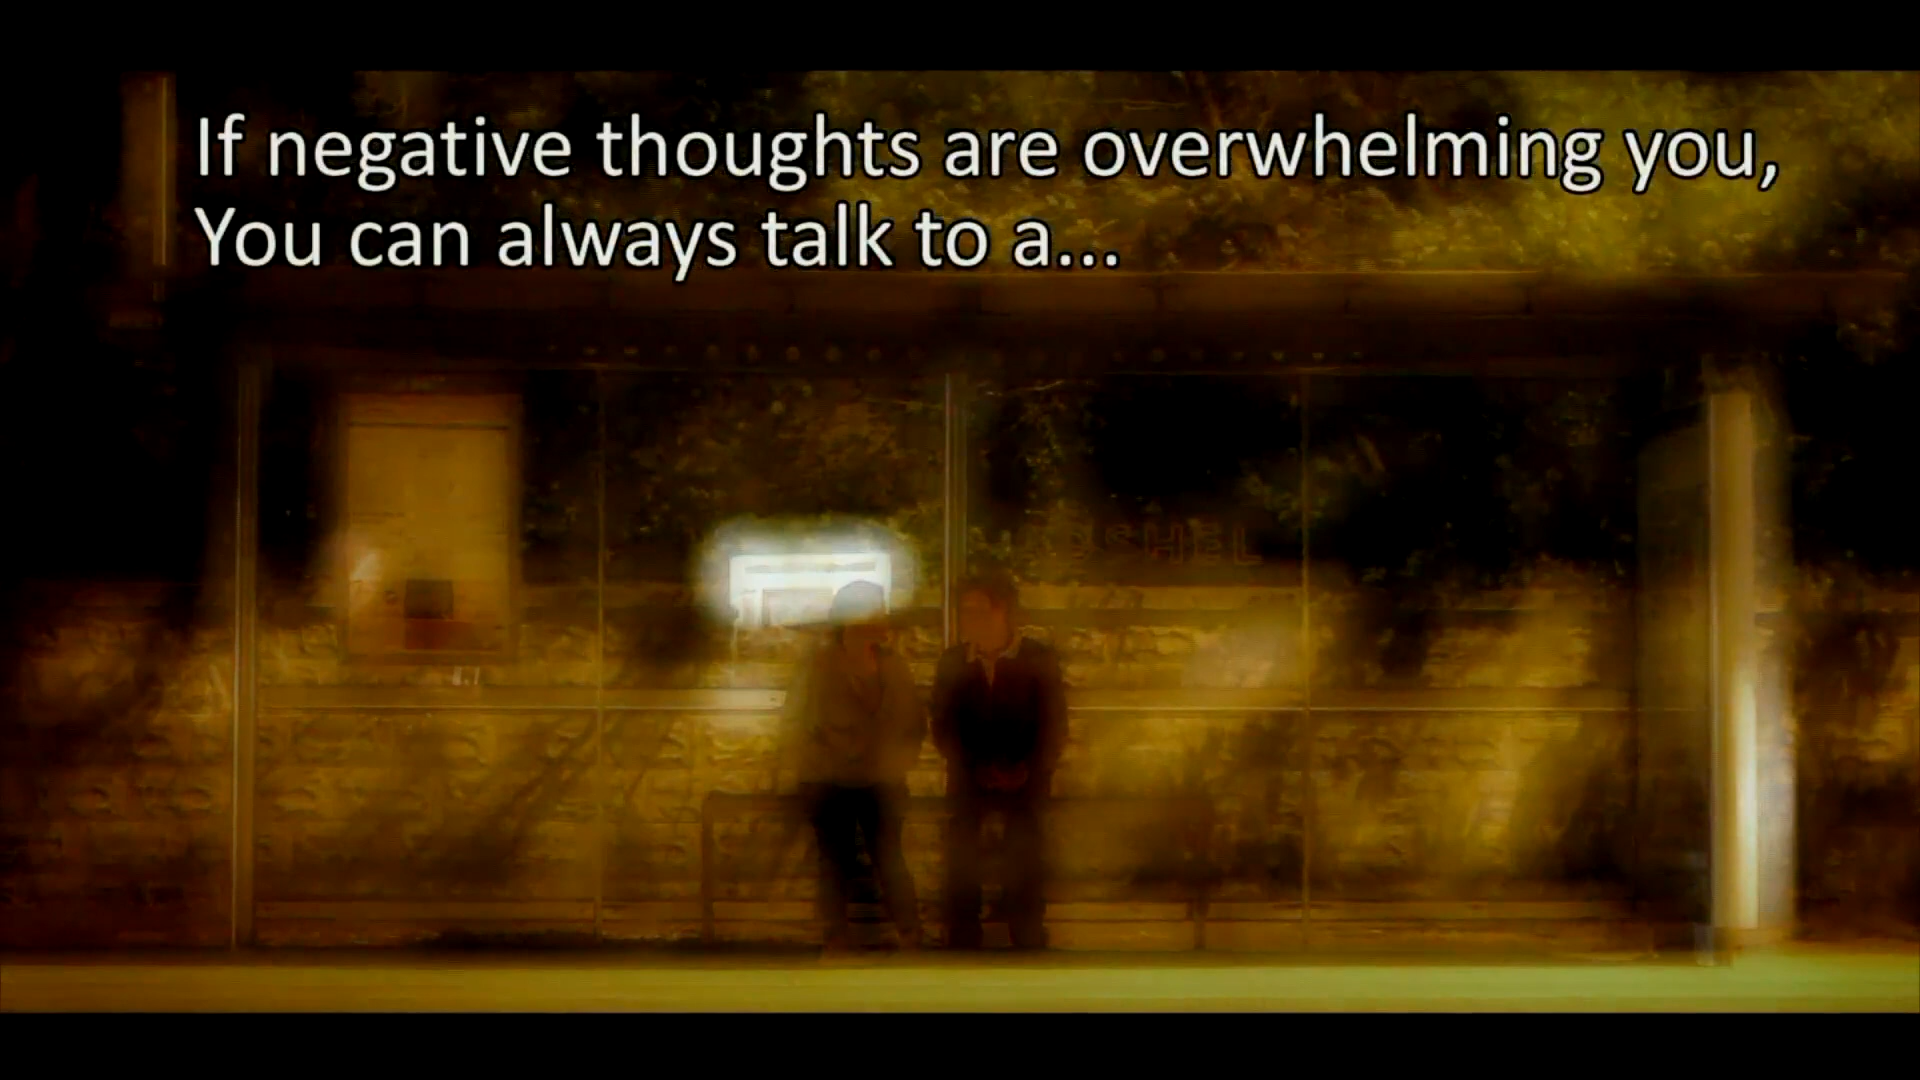 If negative thoughts are overwhelming you,
You can always talk to a...